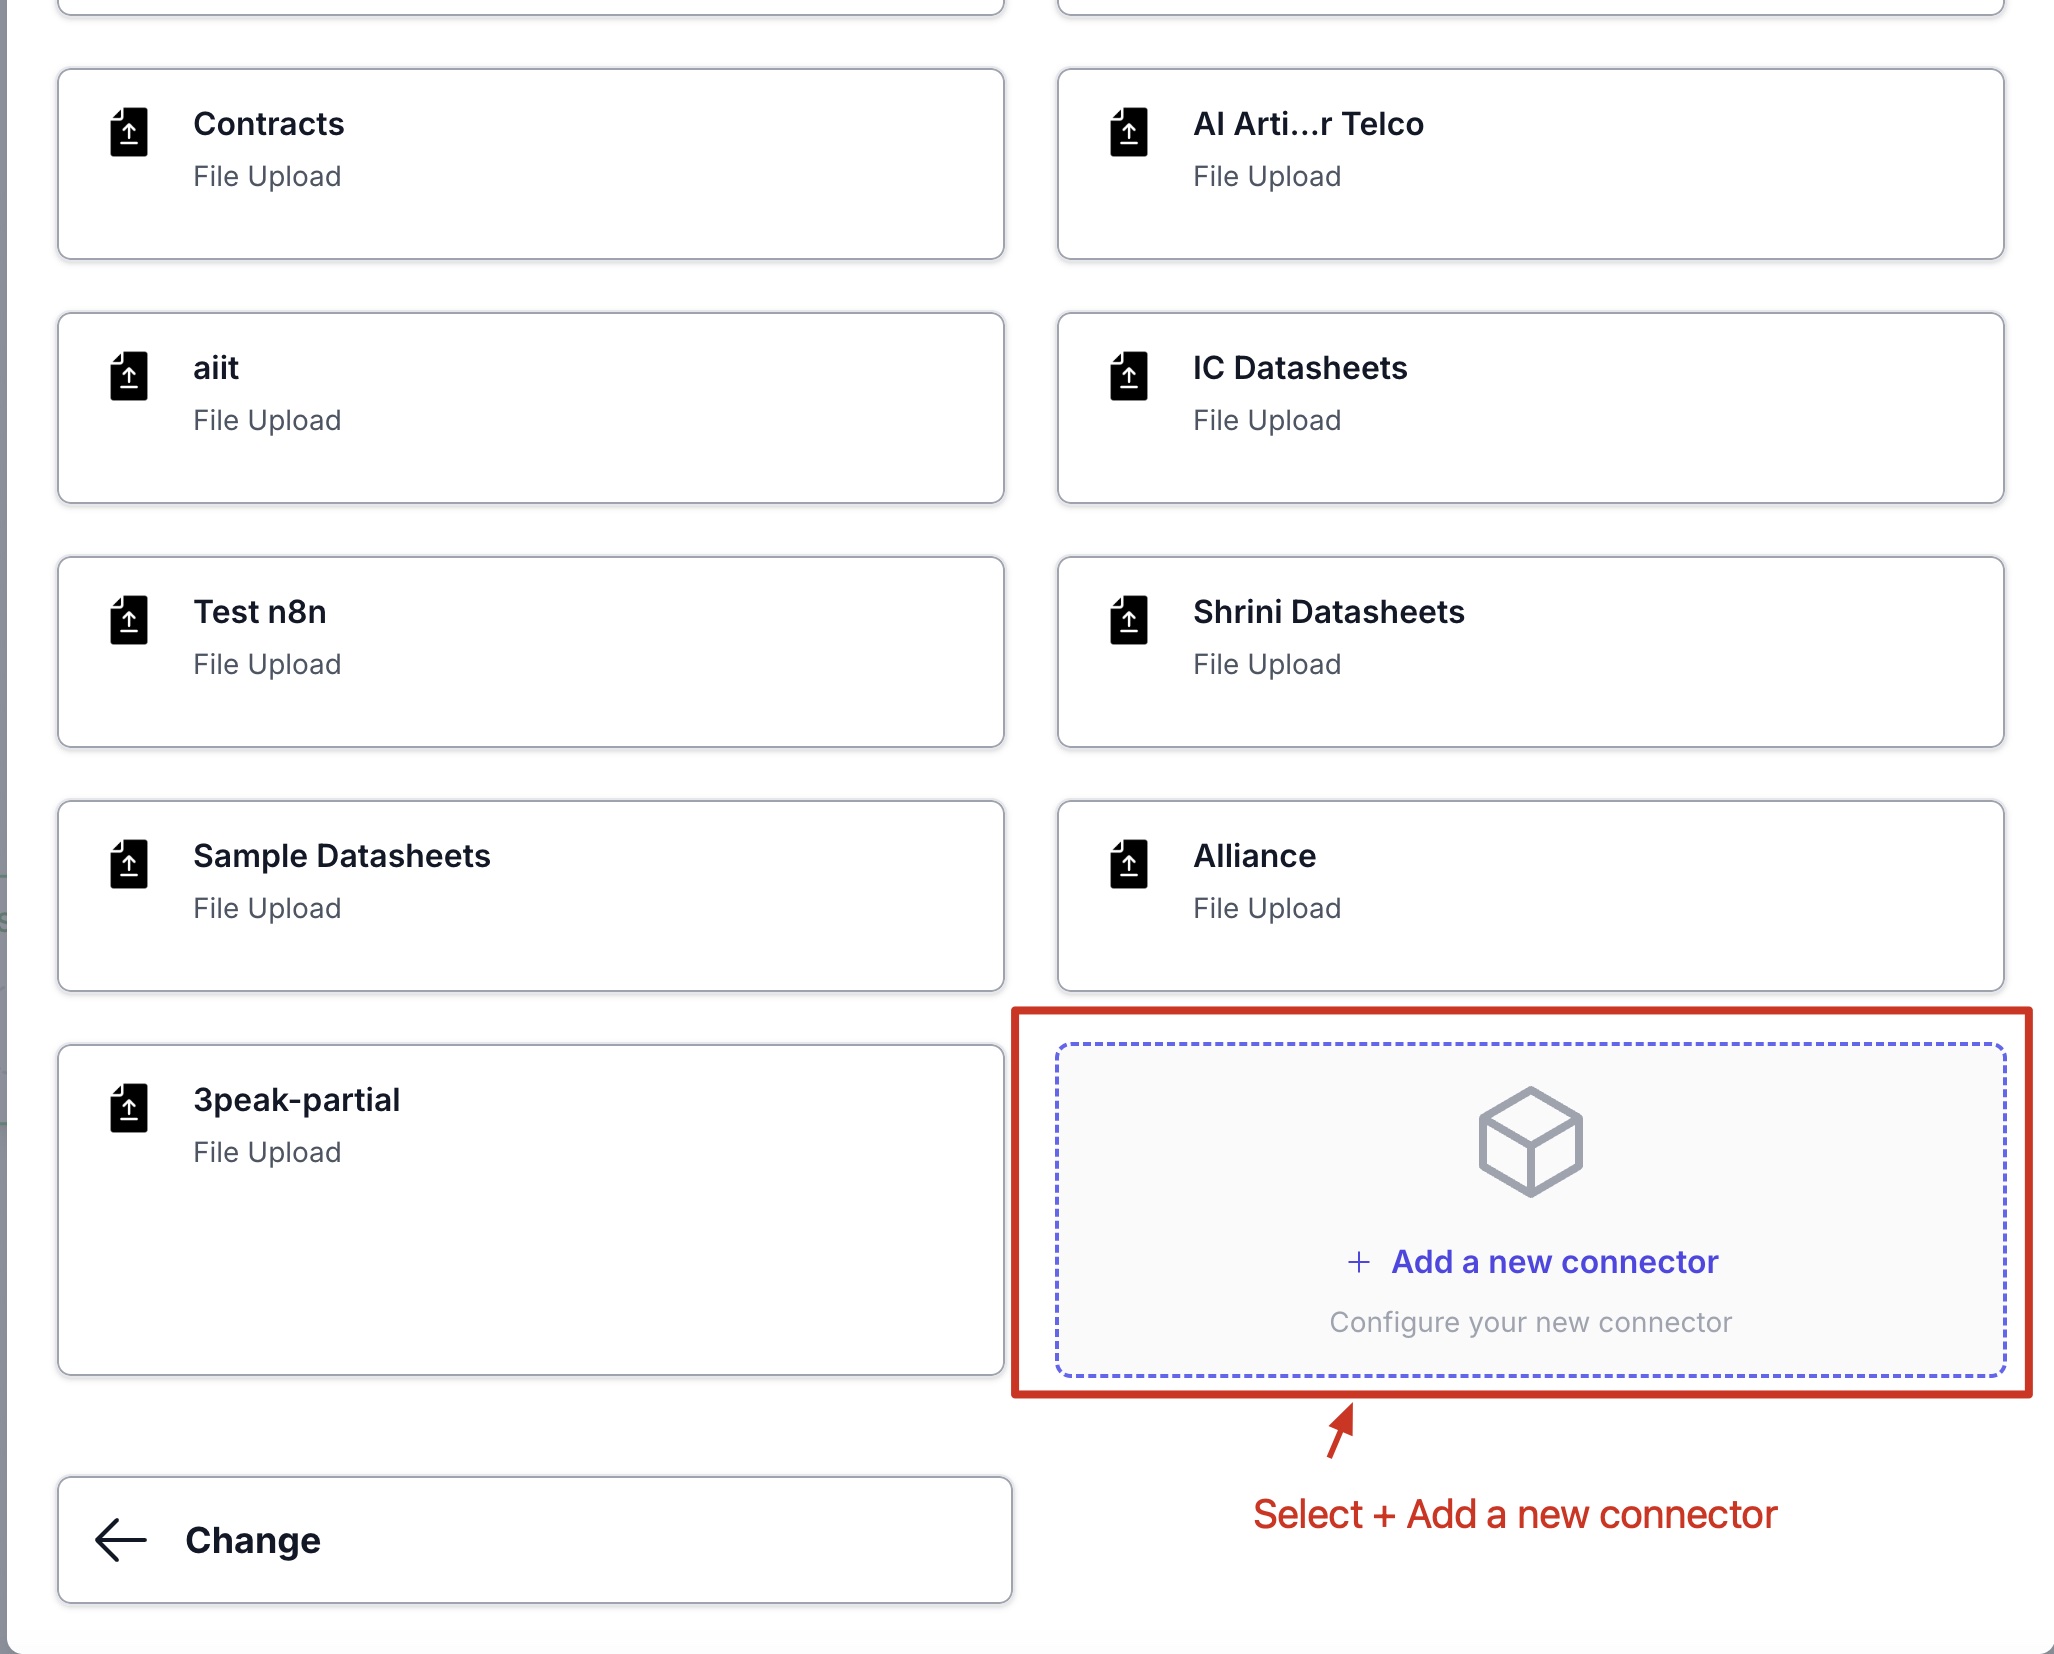 Contracts
File Upload
AI Arti...r Telco
File Upload
aiit
File Upload
IC Datasheets
File Upload
Test n8n
File Upload
Shrini Datasheets
File Upload
Sample Datasheets
File Upload
Alliance
File Upload
3peak-partial
File Upload
+ Add a new connector
Configure your new connector
Select + Add a new connector
Change